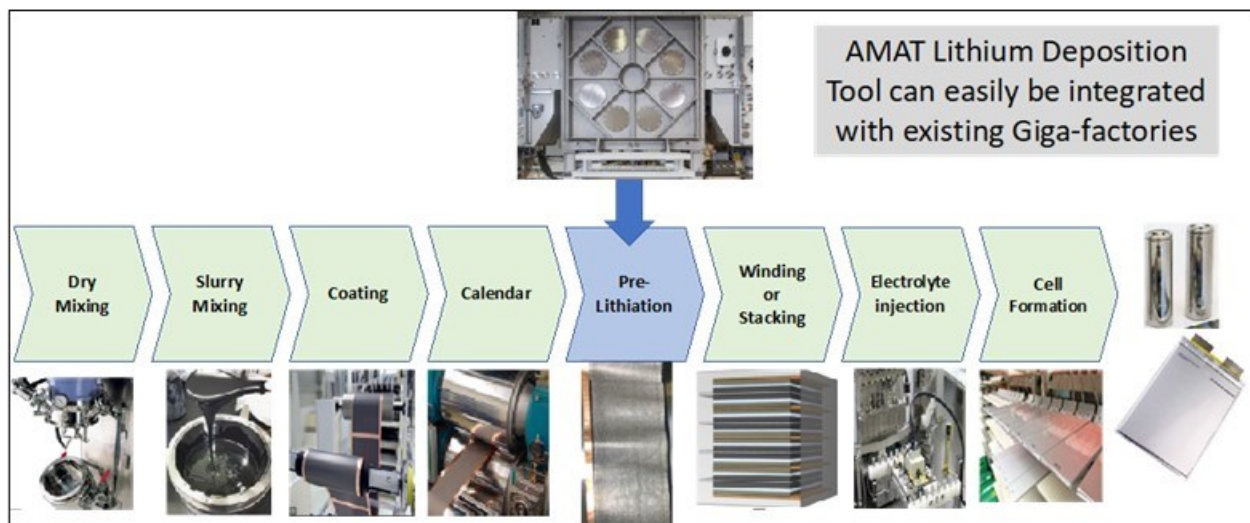 AMAT Lithium Deposition
Tool can easily be integrated
with existing Giga-factories
Dry
Mixing
Slurry
Mixing
Coating
Calendar
Pre-
Lithiation
Winding
or
Stacking
Electrolyte
injection
Cell
Formation